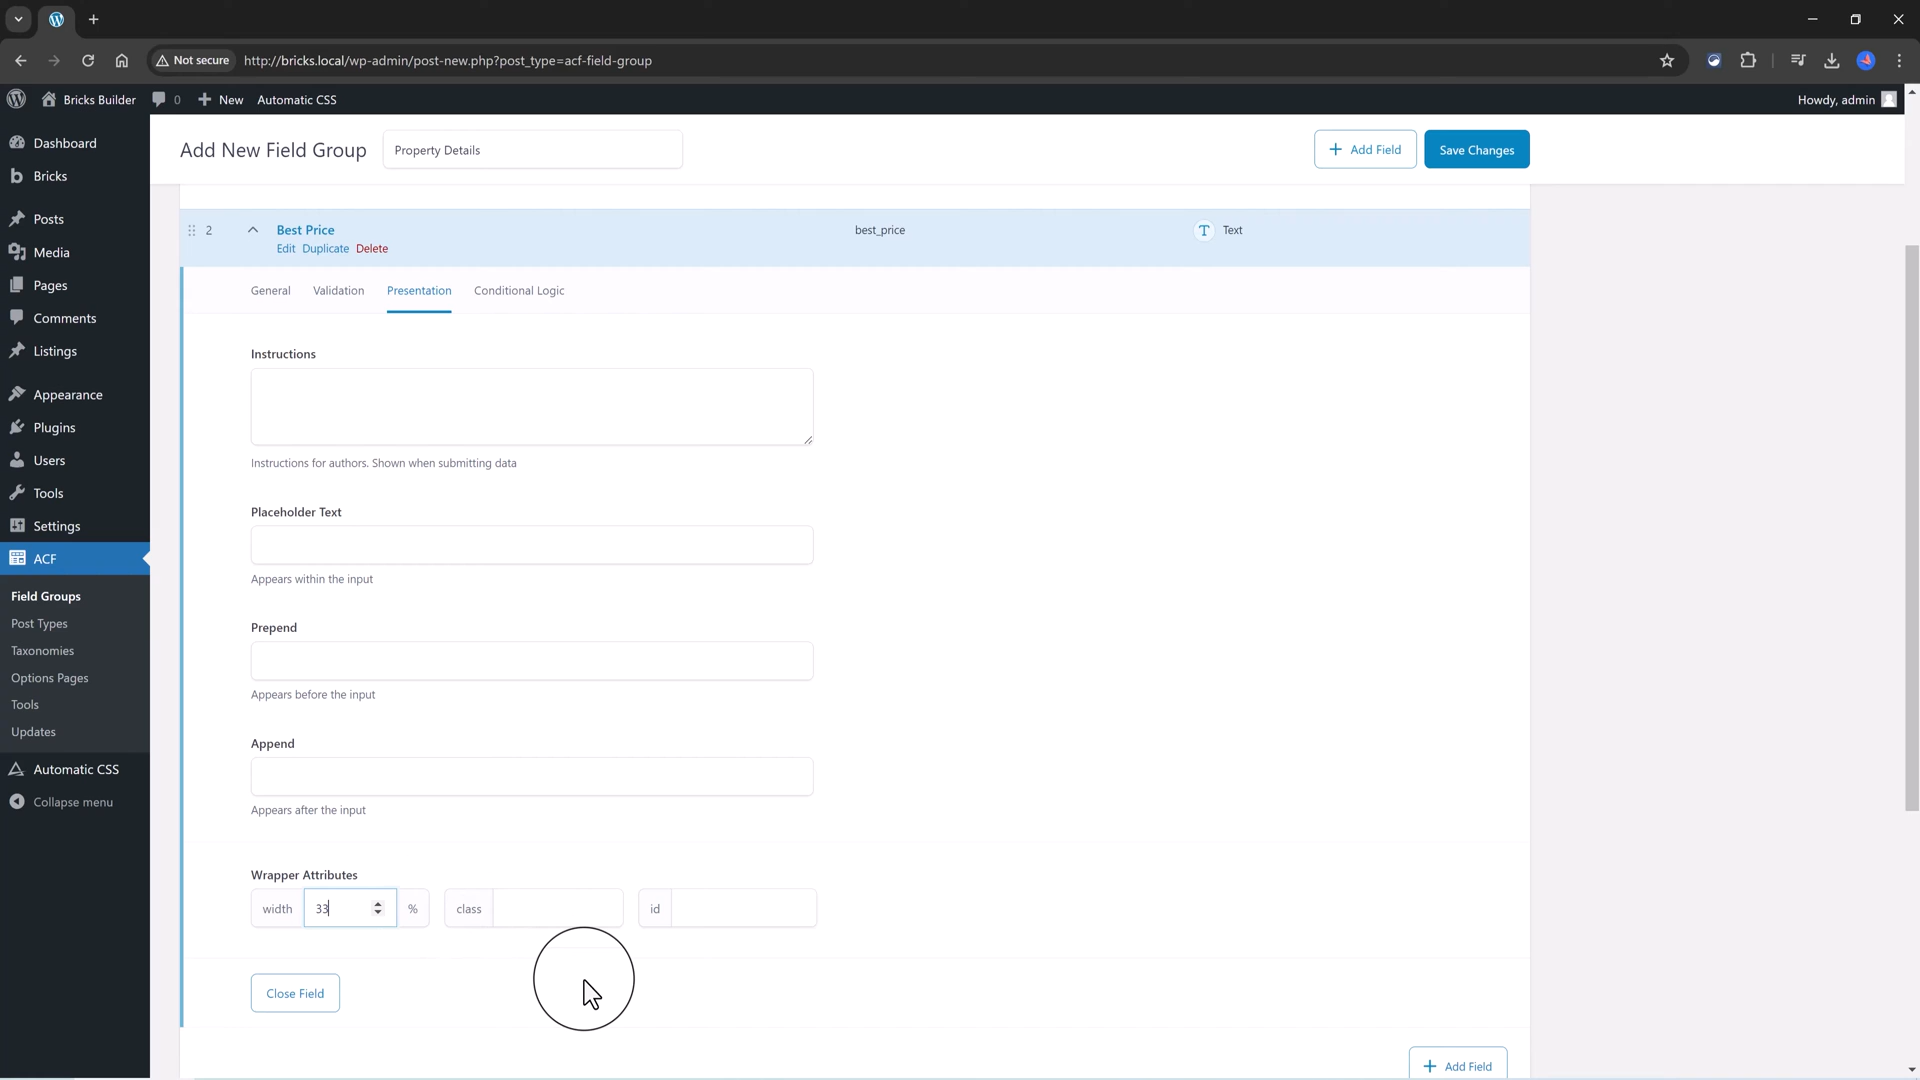 Not secure
http://bricks.local/wp-admin/post-new.php?post_type=acf-field-group
Bricks Builder
0
New
Automatic CSS
Howdy, admin
Dashboard
Bricks
Posts
Media
Pages
Comments
Listings
Appearance
Plugins
Users
Tools
Settings
ACF
Field Groups
Post Types
Taxonomies
Options Pages
Tools
Updates
Automatic CSS
Collapse menu
Add New Field Group
Property Details
+ Add Field
Save Changes
2
Best Price
best_price
T Text
Edit Duplicate Delete
General Validation Presentation Conditional Logic
Instructions
Instructions for authors. Shown when submitting data
Placeholder Text
Appears within the input
Prepend
Appears before the input
Append
Appears after the input
Wrapper Attributes
width 33 % class id
Close Field
+ Add Field